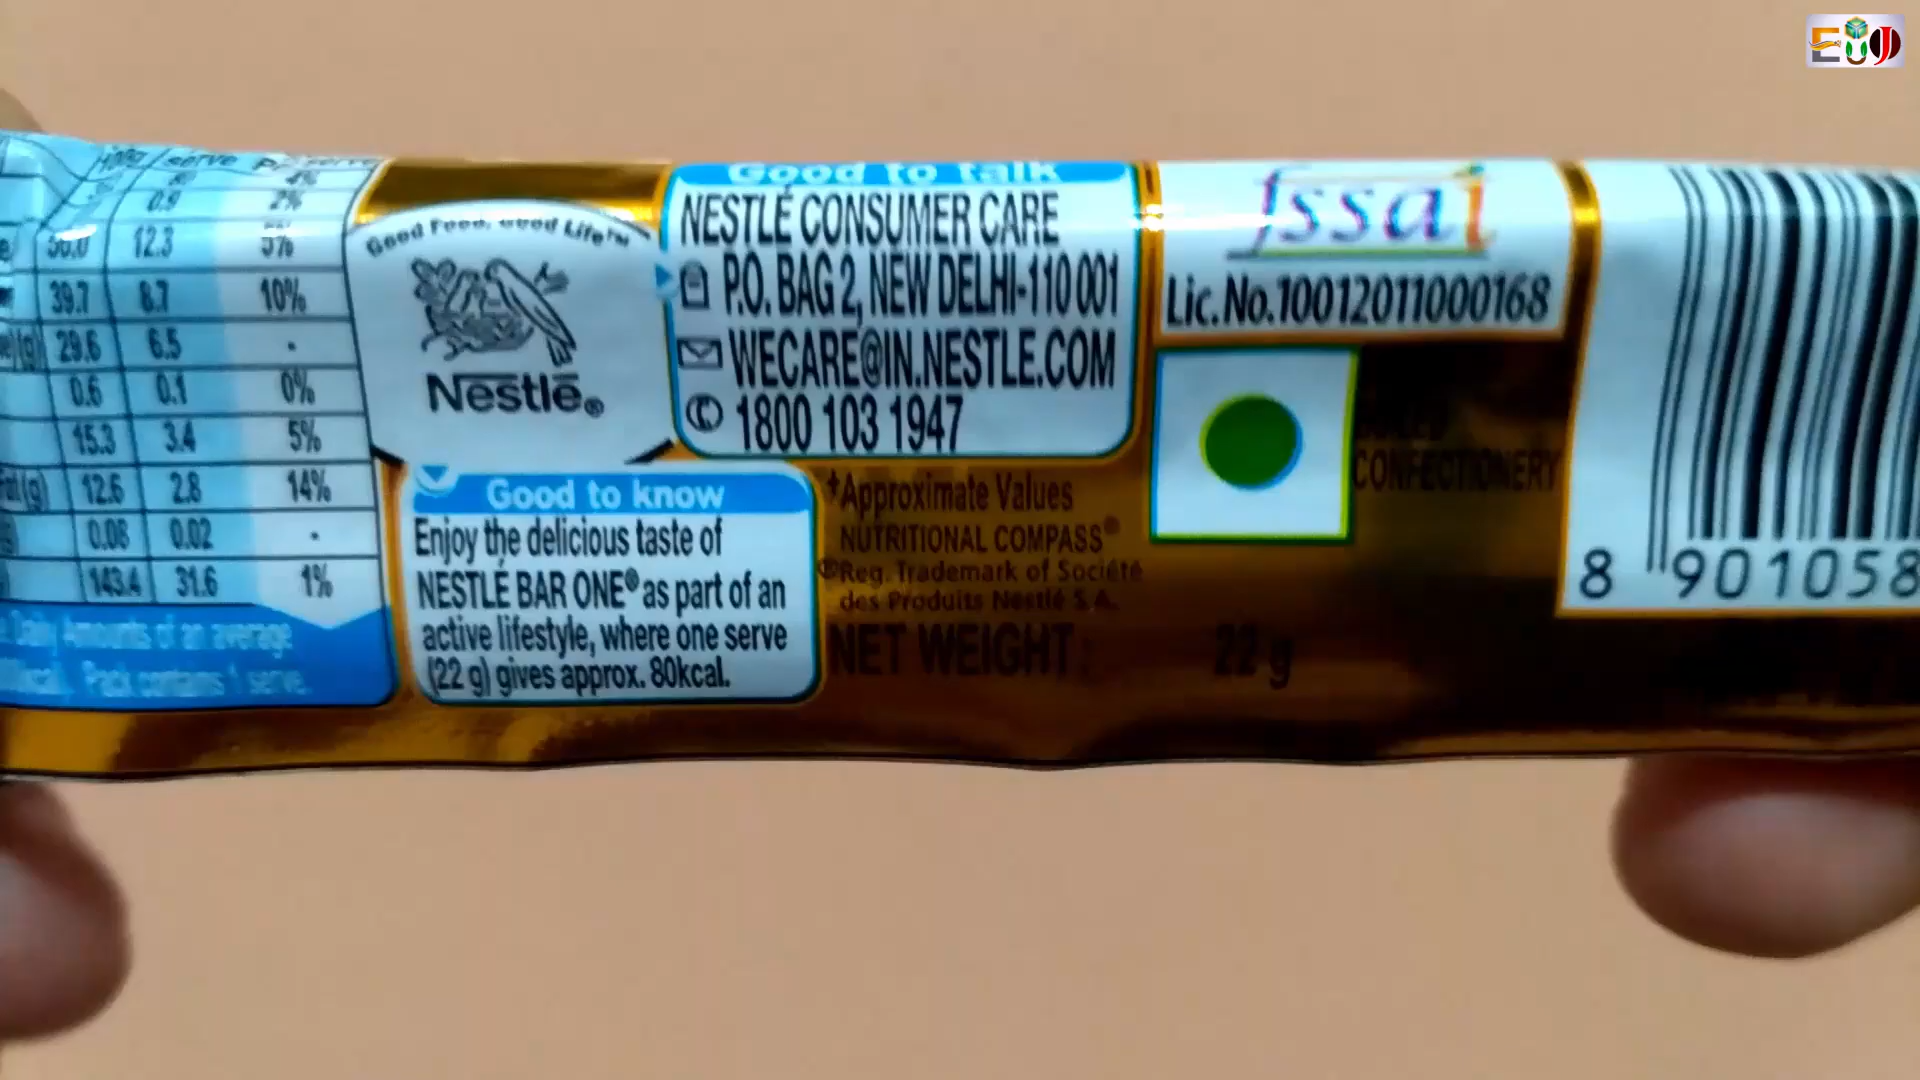 100g serve
80 4%
0.9 2%
56.0 12.3 5%
39.7 8.7 10%
(g) 29.6 6.5 -
0.6 0.1 0%
15.3 3.4 5%
(g) 12.6 2.8 14%
0.08 0.02 -
143.4 31.6 1%
Daily Amounts of an average
Pack contains 1 serve.
Good Food, Good Life™
Nestlé®
Good to know
Enjoy the delicious taste of
NESTLÉ BAR ONE® as part of an
active lifestyle, where one serve
(22 g) gives approx. 80kcal.
Good to talk
NESTLÉ CONSUMER CARE
P.O. BAG 2, NEW DELHI-110 001
WECARE@IN.NESTLE.COM
1800 103 1947
†Approximate Values
NUTRITIONAL COMPASS®
®Reg. Trademark of Société
des Produits Nestlé S.A.
NET WEIGHT: 22 g
fssai
Lic.No.10012011000168
CONFECTIONERY
8 901058